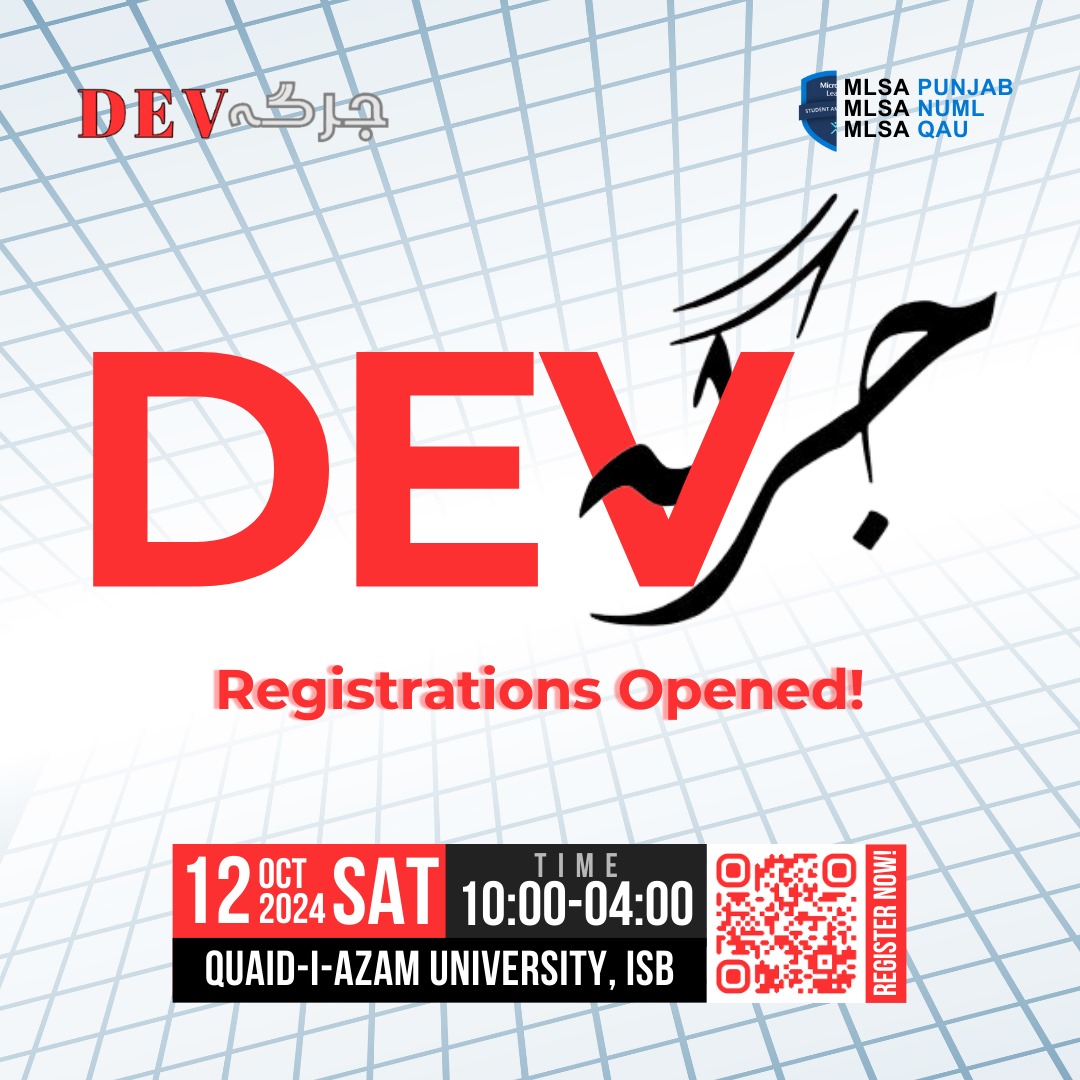 DEV جرگہ
MLSA PUNJAB
MLSA NUML
MLSA QAU
STUDENT
DEV جرگہ
Registrations Opened!
12 OCT 2024 SAT
TIME
10:00-04:00
QUAID-I-AZAM UNIVERSITY, ISB
REGISTER NOW!